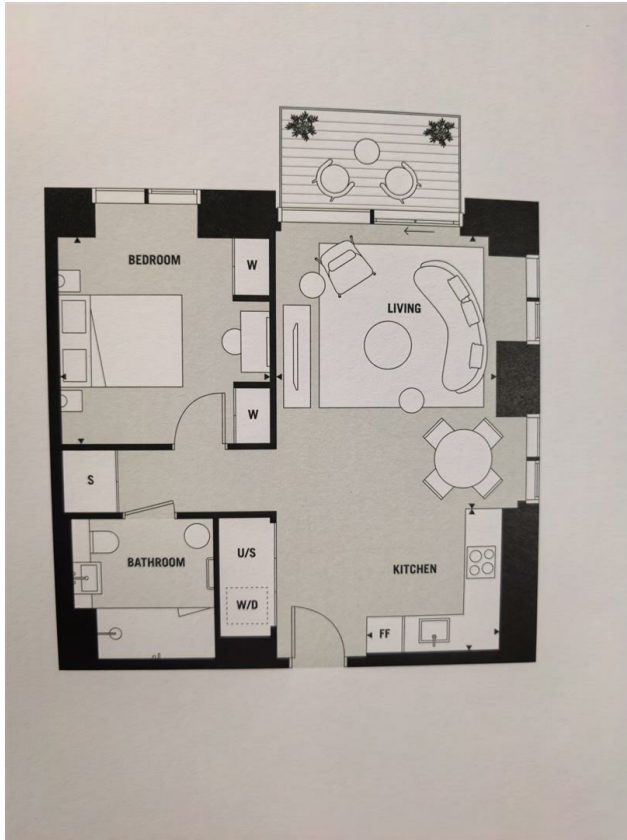 BEDROOM
W
LIVING
W
S
U/S
BATHROOM
KITCHEN
W/D
FF